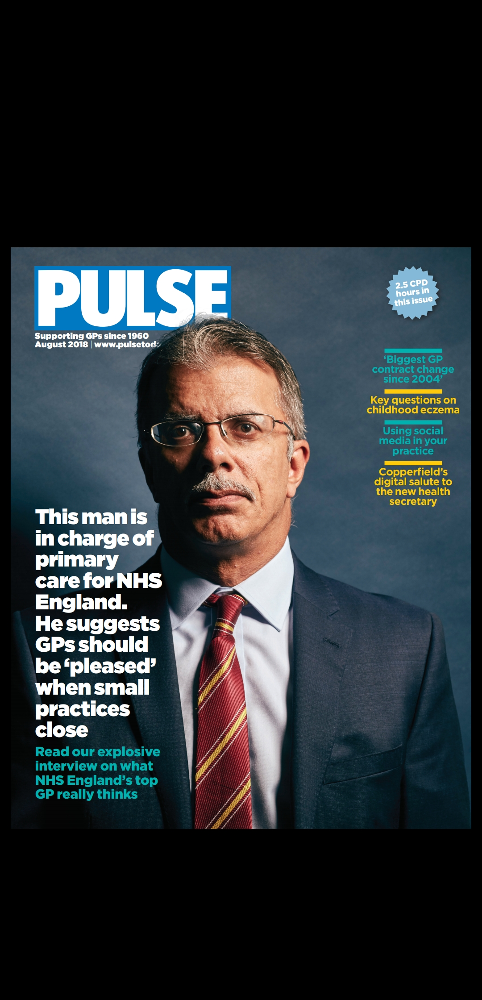 PULSE
Supporting GPs since 1960
August 2018 | www.pulsetoda
2.5 CPD
hours in
this issue
‘Biggest GP
contract change
since 2004’
Key questions on
childhood eczema
Using social
media in your
practice
Copperfield’s
digital salute to
the new health
secretary
This man is
in charge of
primary
care for NHS
England.
He suggests
GPs should
be ‘pleased’
when small
practices
close
Read our explosive
interview on what
NHS England’s top
GP really thinks